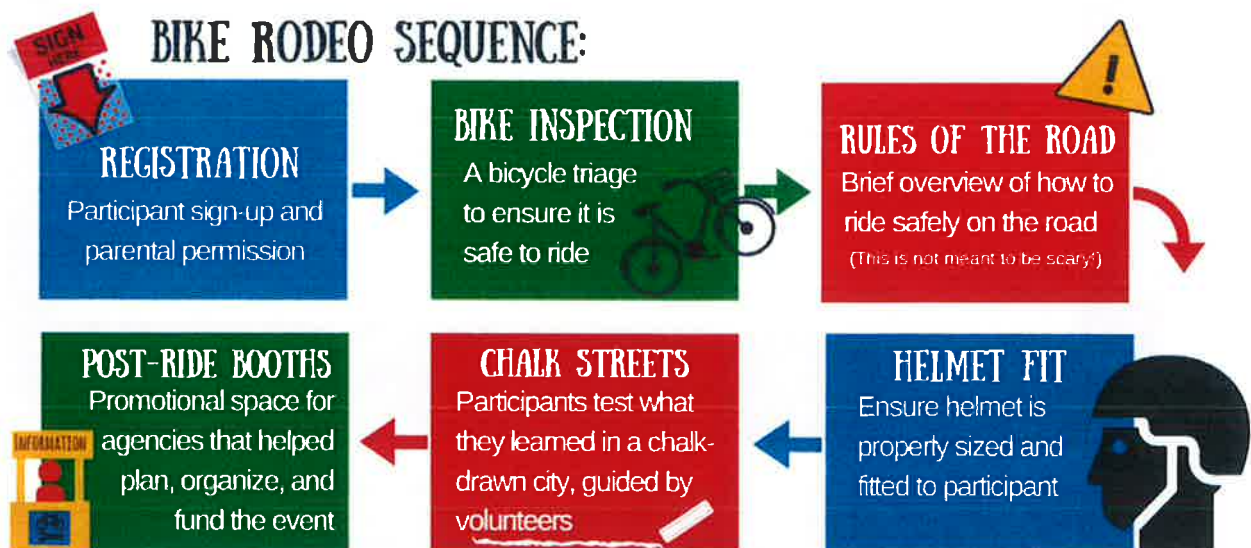 SIGN
HERE
BIKE RODEO SEQUENCE:
REGISTRATION
Participant sign-up and
parental permission
BIKE INSPECTION
A bicycle triage
to ensure it is
safe to ride
!
RULES OF THE ROAD
Brief overview of how to
ride safely on the road
(This is not meant to be scary!)
HELMET FIT
Ensure helmet is
properly sized and
fitted to participant
CHALK STREETS
Participants test what
they learned in a chalk-
drawn city, guided by
volunteers
POST-RIDE BOOTHS
Promotional space for
agencies that helped
plan, organize, and
fund the event
INFORMATION